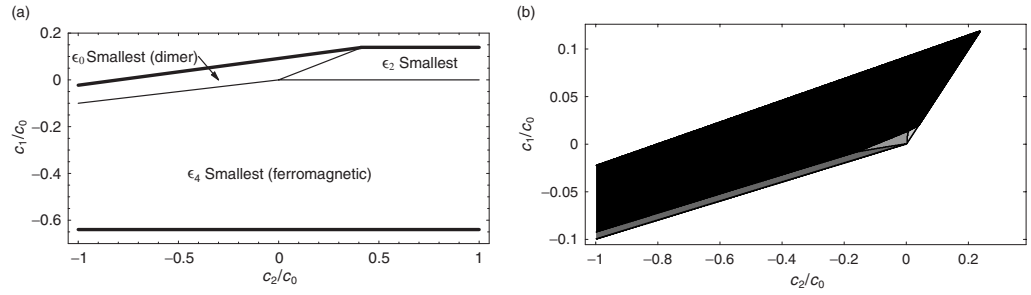 (a)
0.2
0
−0.2
−0.4
−0.6
c1/c0
ϵ0 Smallest (dimer)
ϵ2 Smallest
ϵ4 Smallest (ferromagnetic)
−1
−0.5
0
0.5
1
c2/c0
(b)
0.1
0.05
0
−0.05
−0.1
c1/c0
−1
−0.8
−0.6
−0.4
−0.2
0
0.2
c2/c0